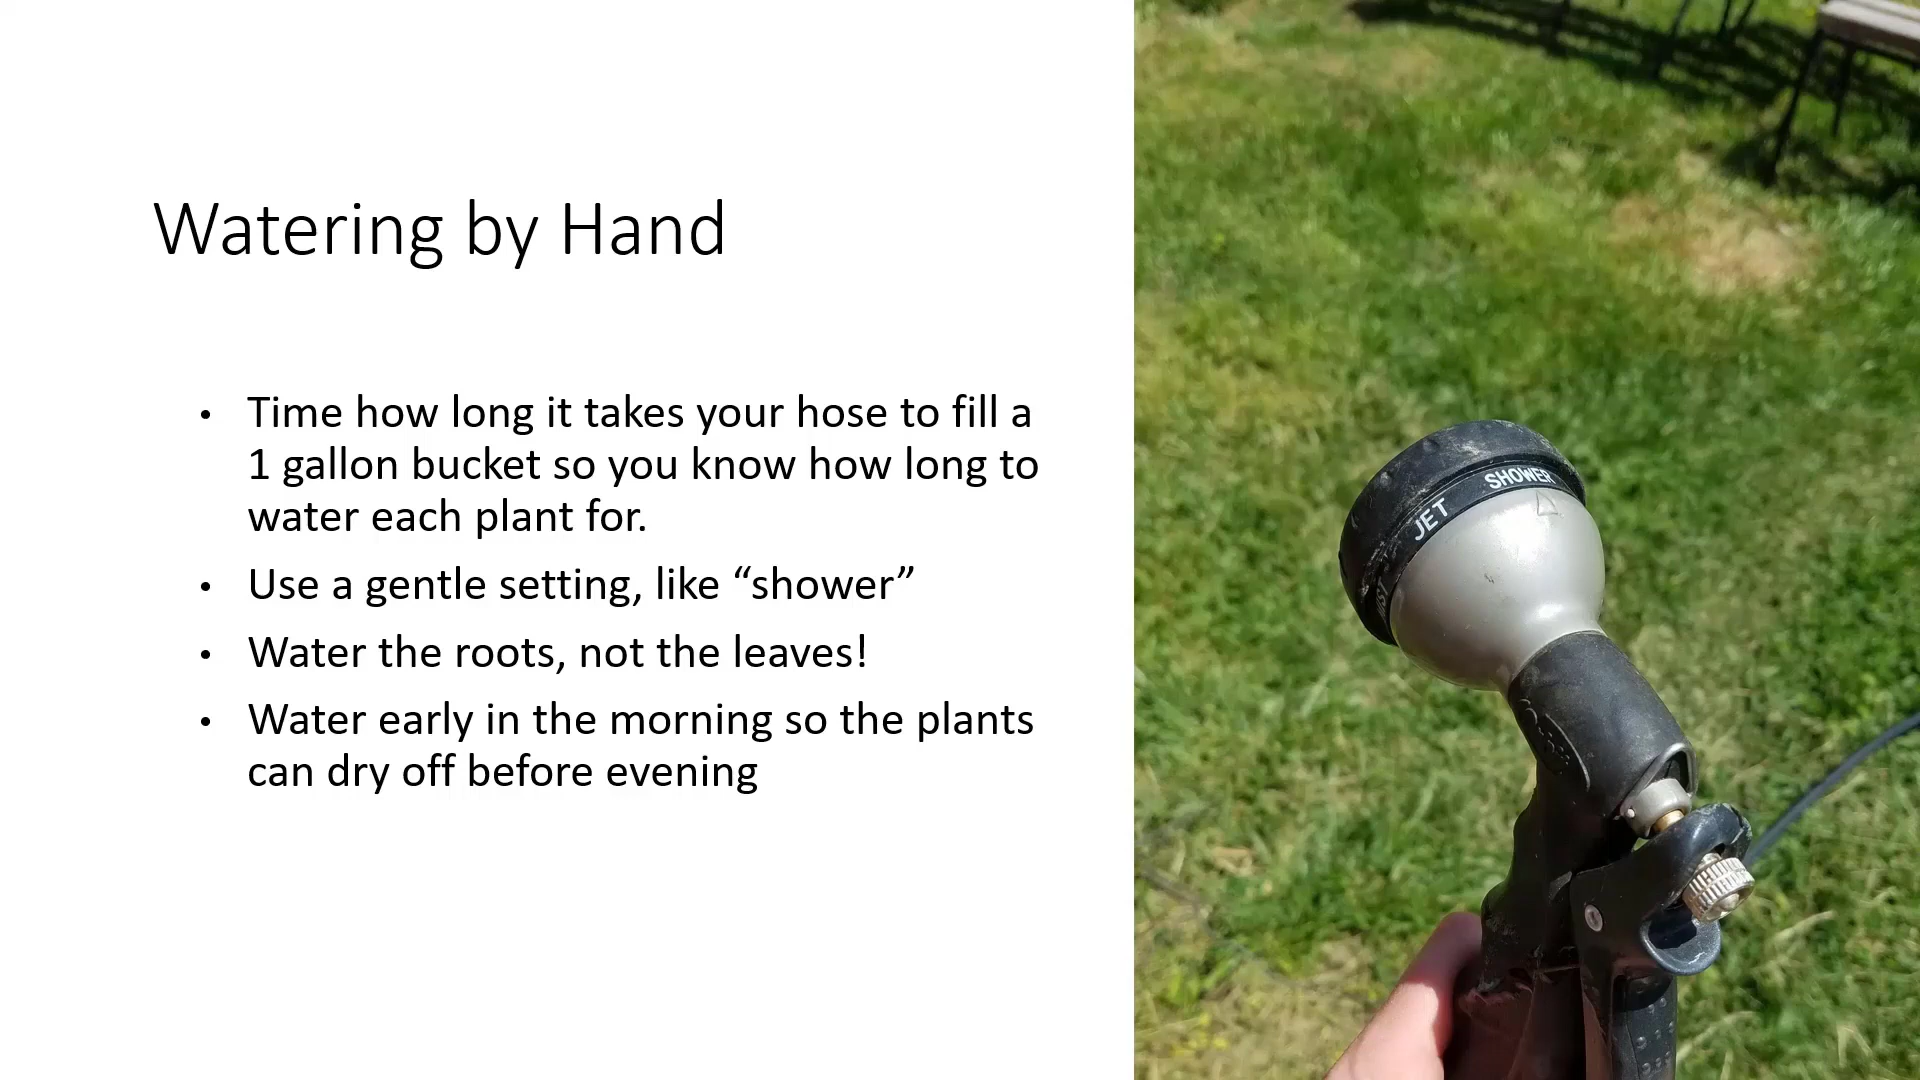 Watering by Hand
• Time how long it takes your hose to fill a
1 gallon bucket so you know how long to
water each plant for.
• Use a gentle setting, like “shower”
• Water the roots, not the leaves!
• Water early in the morning so the plants
can dry off before evening
JET SHOWER